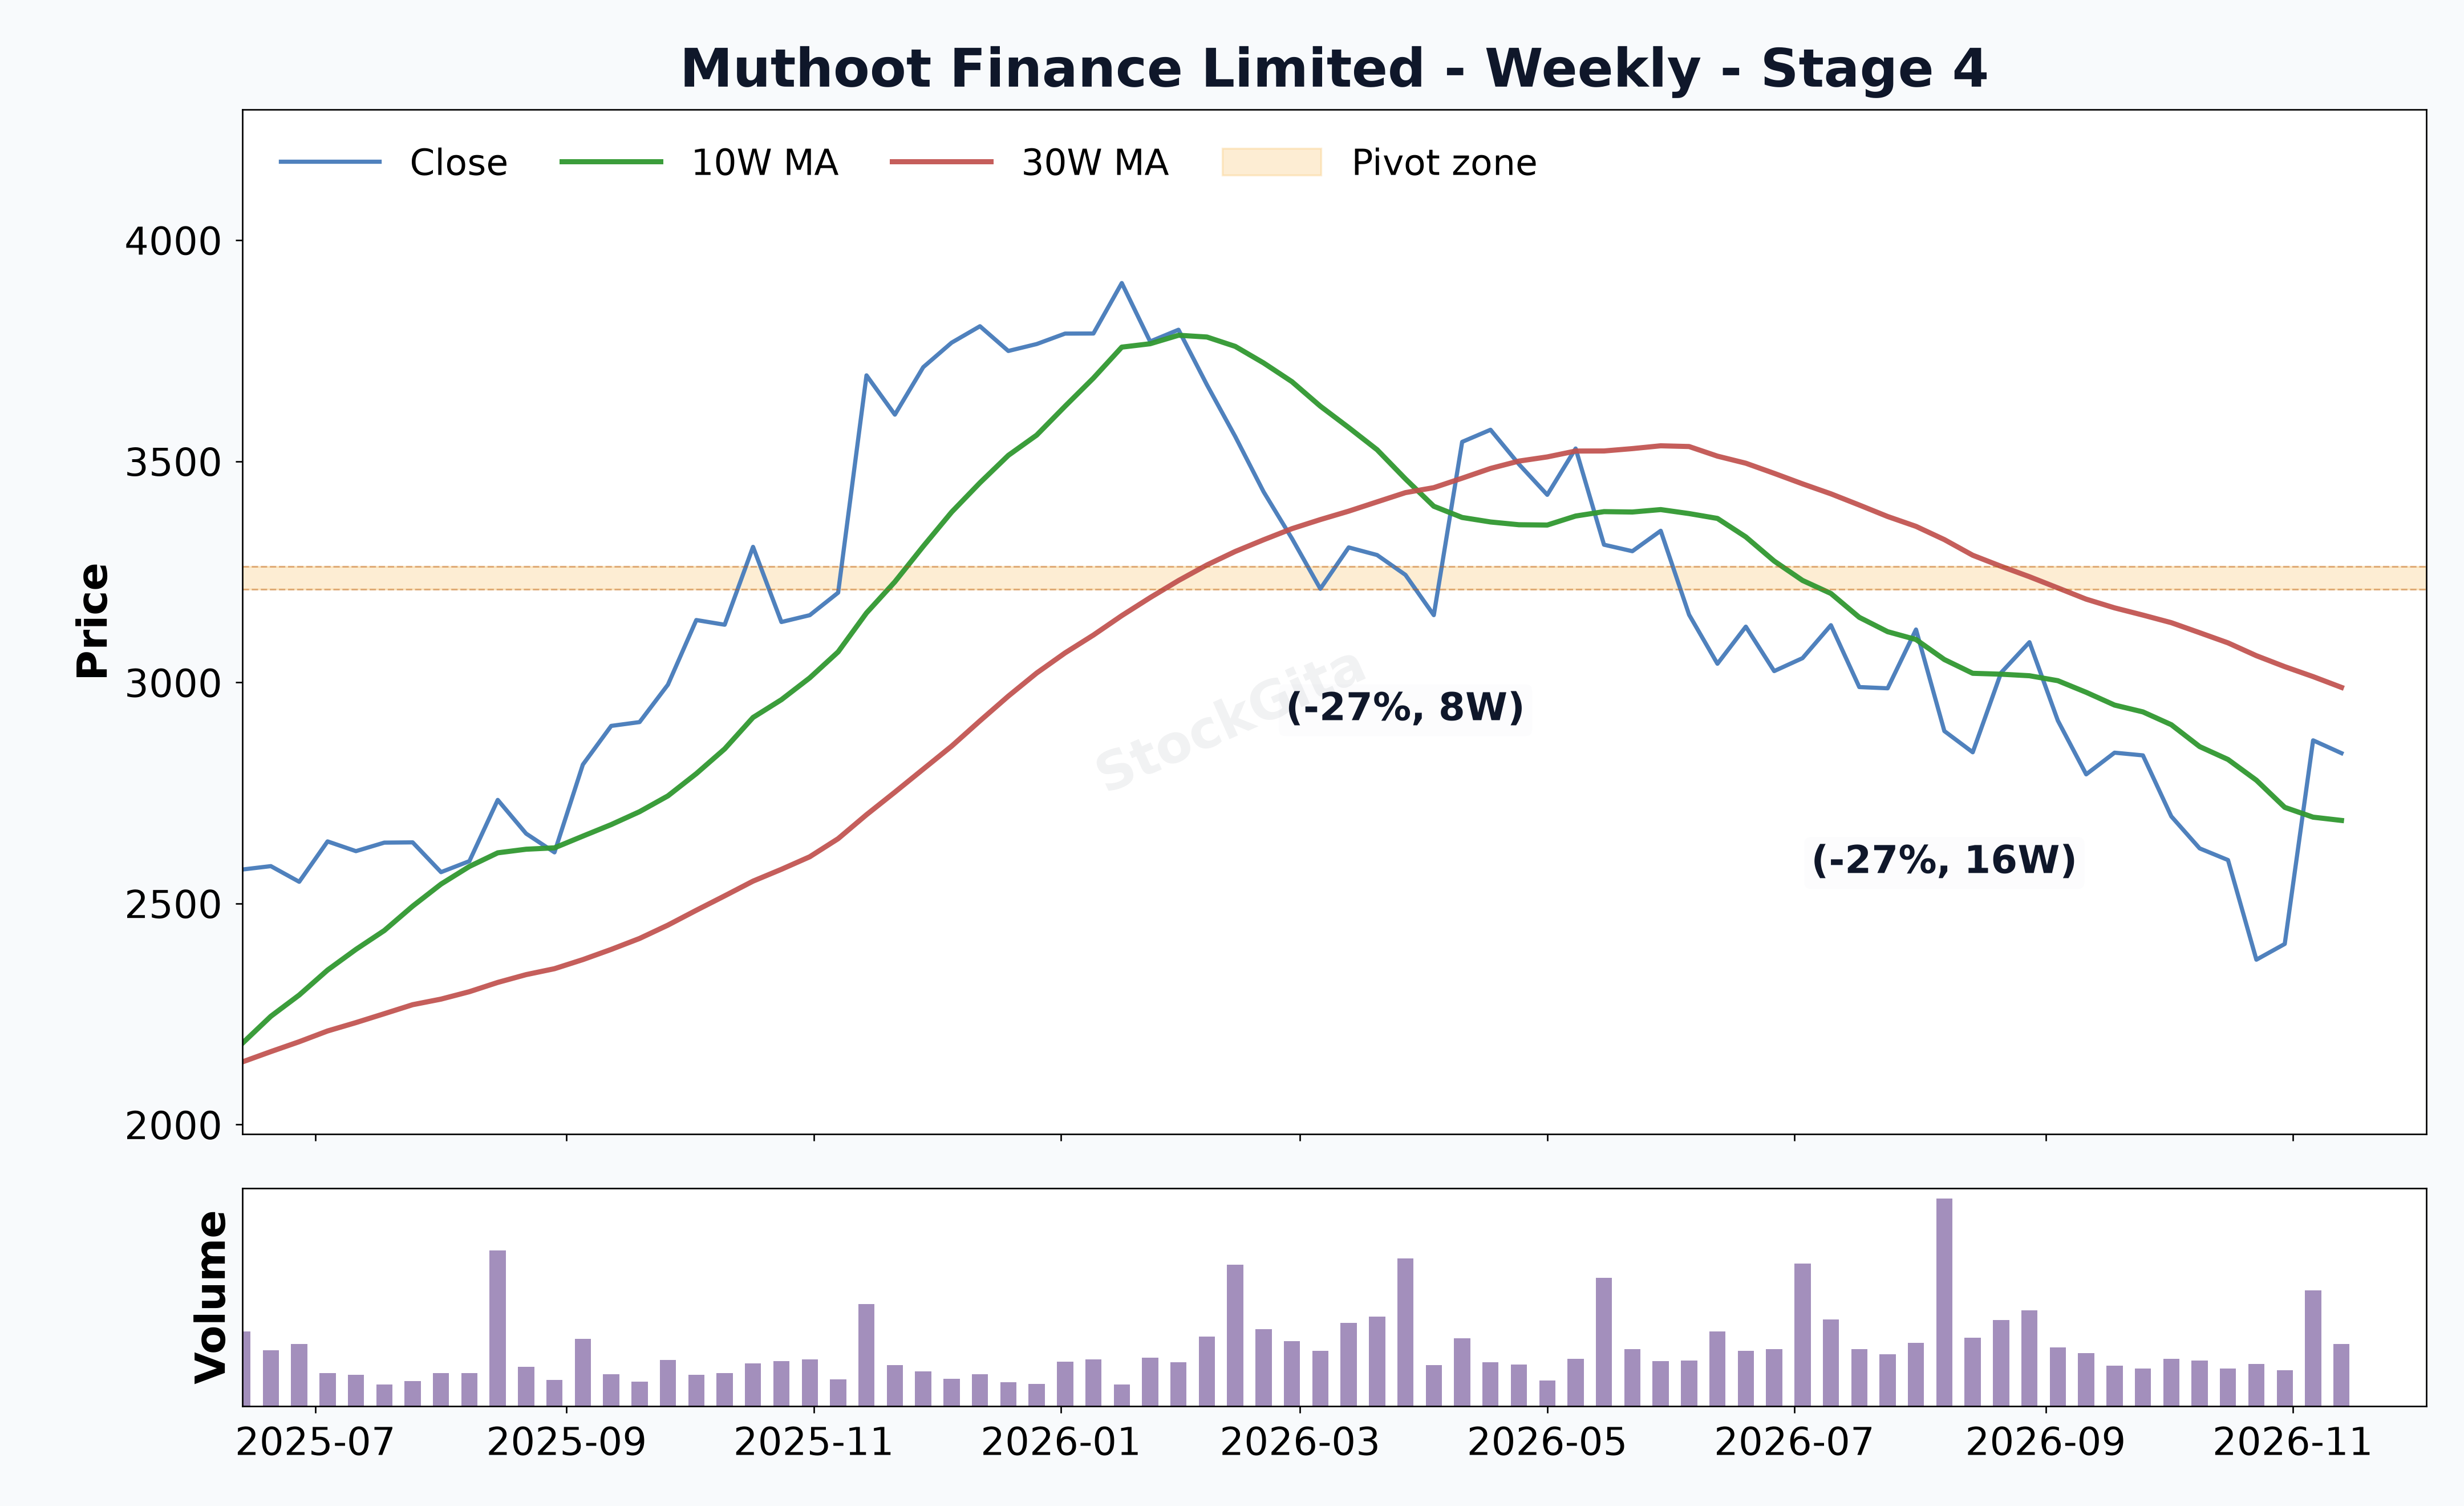 Muthoot Finance Limited - Weekly - Stage 4
Close 10W MA 30W MA Pivot zone
4000
3500
3000
2500
2000
Price
StockGita
(-27%, 8W)
(-27%, 16W)
Volume
2025-07 2025-09 2025-11 2026-01 2026-03 2026-05 2026-07 2026-09 2026-11